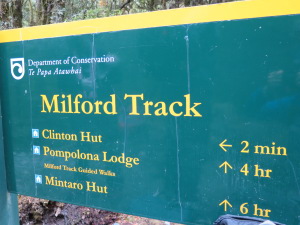 Department of Conservation
Te Papa Atawhai
Milford Track
Clinton Hut ← 2 min
Pompolona Lodge ↑ 4 hr
Milford Track Guided Walks
Mintaro Hut ↑ 6 hr